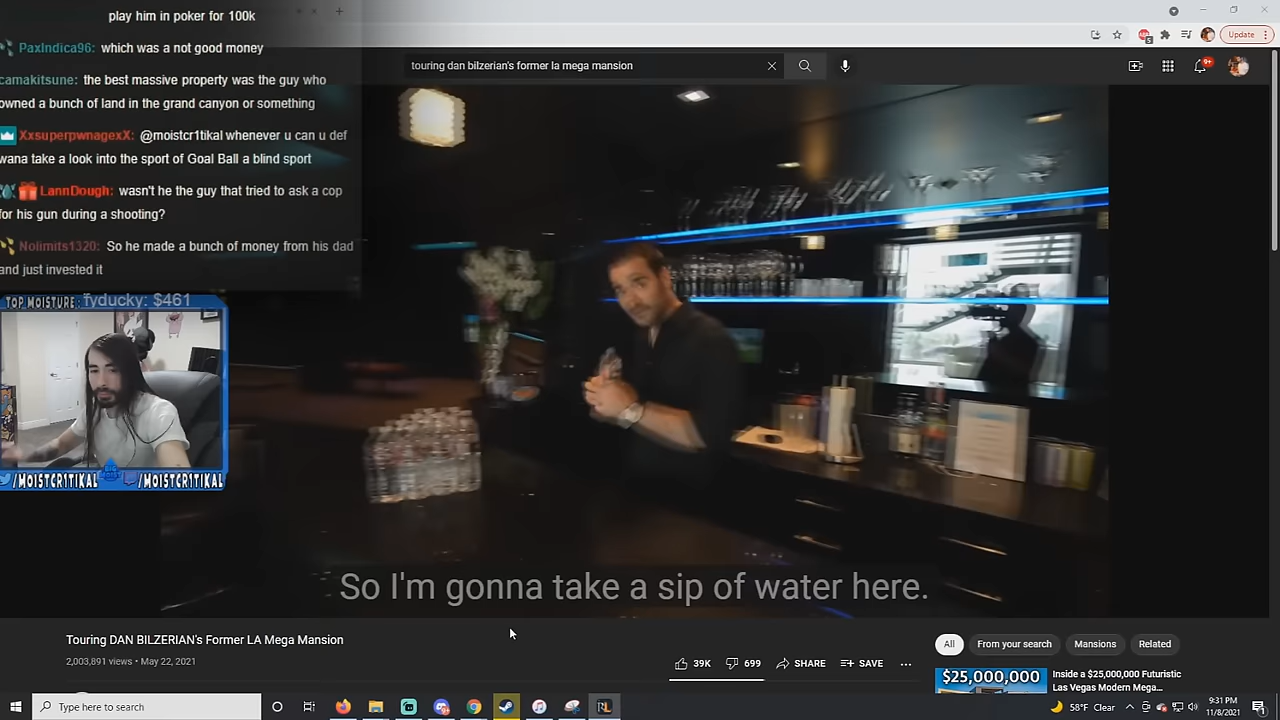 play him in poker for 100k
PaxIndica96: which was a not good money
camakitsune: the best massive property was the guy who
owned a bunch of land in the grand canyon or something
XxsuperpwnagexX: @moistcr1tikal whenever u can u def
wana take a look into the sport of Goal Ball a blind sport
LannDough: wasn't he the guy that tried to ask a cop
for his gun during a shooting?
Nolimits1320: So he made a bunch of money from his dad
and just invested it
TOP MOISTURE: fyducky: $461
/MOISTCR1TIKAL /MOISTCR1TIKAL
Update
touring dan bilzerian's former la mega mansion
9+
So I'm gonna take a sip of water here.
Touring DAN BILZERIAN's Former LA Mega Mansion
2,003,891 views • May 22, 2021
39K 699 SHARE SAVE
All From your search Mansions Related
$25,000,000
Inside a $25,000,000 Futuristic
Las Vegas Modern Mega...
Type here to search
58°F Clear
9:31 PM
11/8/2021